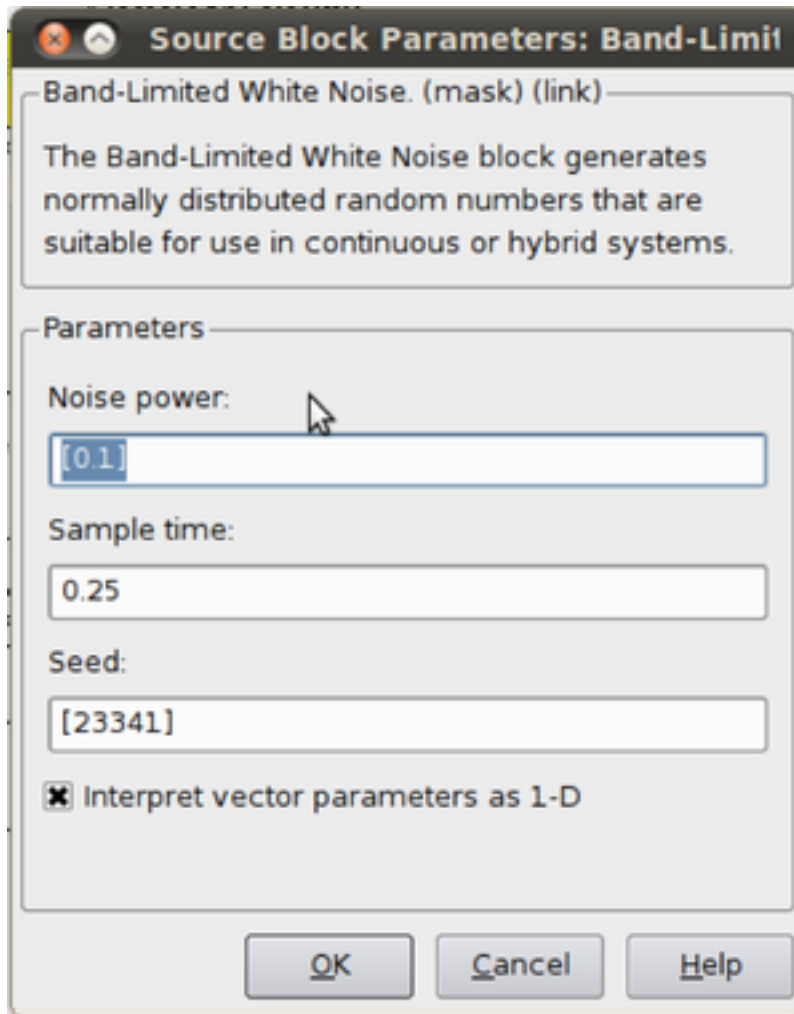 Source Block Parameters: Band-Limit
Band-Limited White Noise. (mask) (link)
The Band-Limited White Noise block generates
normally distributed random numbers that are
suitable for use in continuous or hybrid systems.
Parameters
Noise power:
[0.1]
Sample time:
0.25
Seed:
[23341]
Interpret vector parameters as 1-D
OK Cancel Help